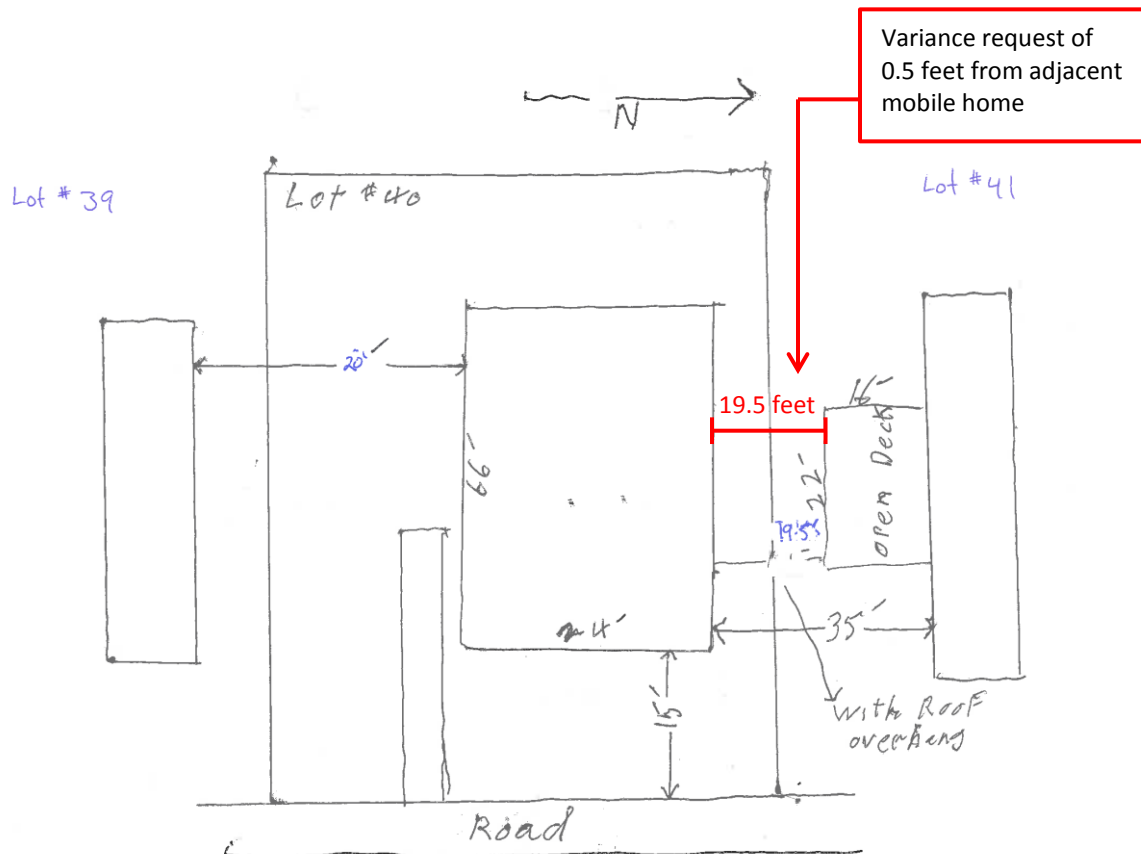 Variance request of
0.5 feet from adjacent
mobile home
N
Lot # 39
Lot #40
Lot #41
20'
19.5 feet
16'
66'
22'
open Deck
19.5'
24'
35'
15'
with RooF
overhang
Road